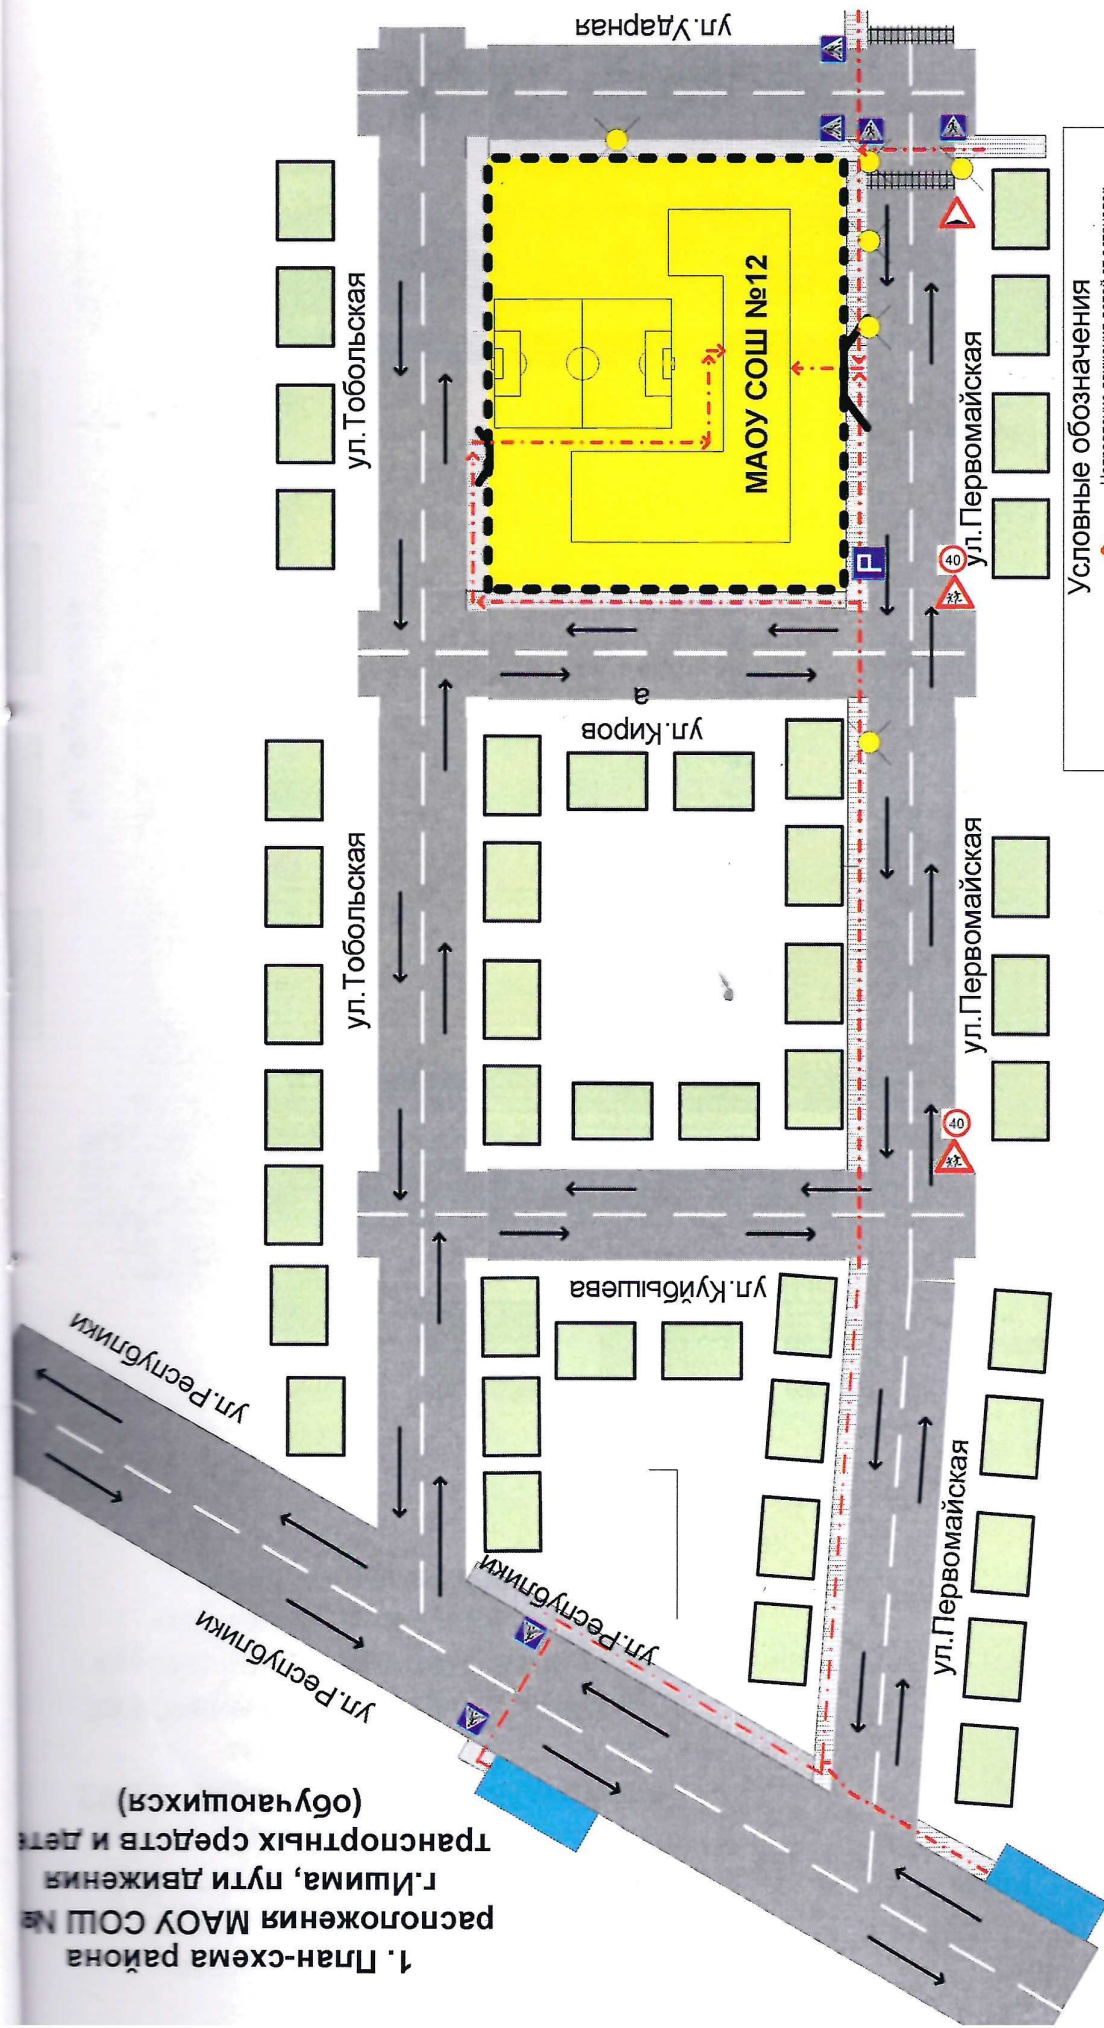 1. План-схема района
расположения МАОУ СОШ №
г.Ишима, пути движения
транспортных средств и дете
(обучающихся)
ул.Республики
ул.Республики
ул.Республики
ул.Тобольская
ул.Тобольская
ул.Куйбышева
ул.Киров
а
ул.Ударная
МАОУ СОШ №12
P
40
40
ул.Первомайская
ул.Первомайская
ул.Первомайская
Условные обозначения